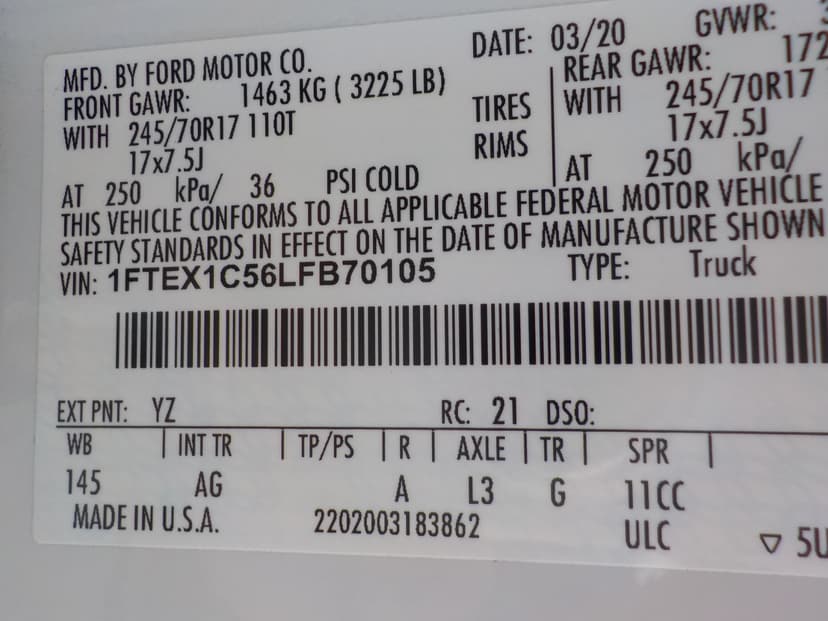 MFD. BY FORD MOTOR CO. DATE: 03/20 GVWR:
FRONT GAWR: 1463 KG ( 3225 LB) REAR GAWR: 172
WITH 245/70R17 110T TIRES WITH 245/70R17
17x7.5J RIMS 17x7.5J
AT 250 kPa/ 36 PSI COLD AT 250 kPa/
THIS VEHICLE CONFORMS TO ALL APPLICABLE FEDERAL MOTOR VEHICLE
SAFETY STANDARDS IN EFFECT ON THE DATE OF MANUFACTURE SHOWN
VIN: 1FTEX1C56LFB70105 TYPE: Truck
EXT PNT: YZ RC: 21 DSO:
WB INT TR TP/PS R AXLE TR SPR
145 AG A L3 G 11CC
MADE IN U.S.A. 2202003183862 ULC ▽ 5U